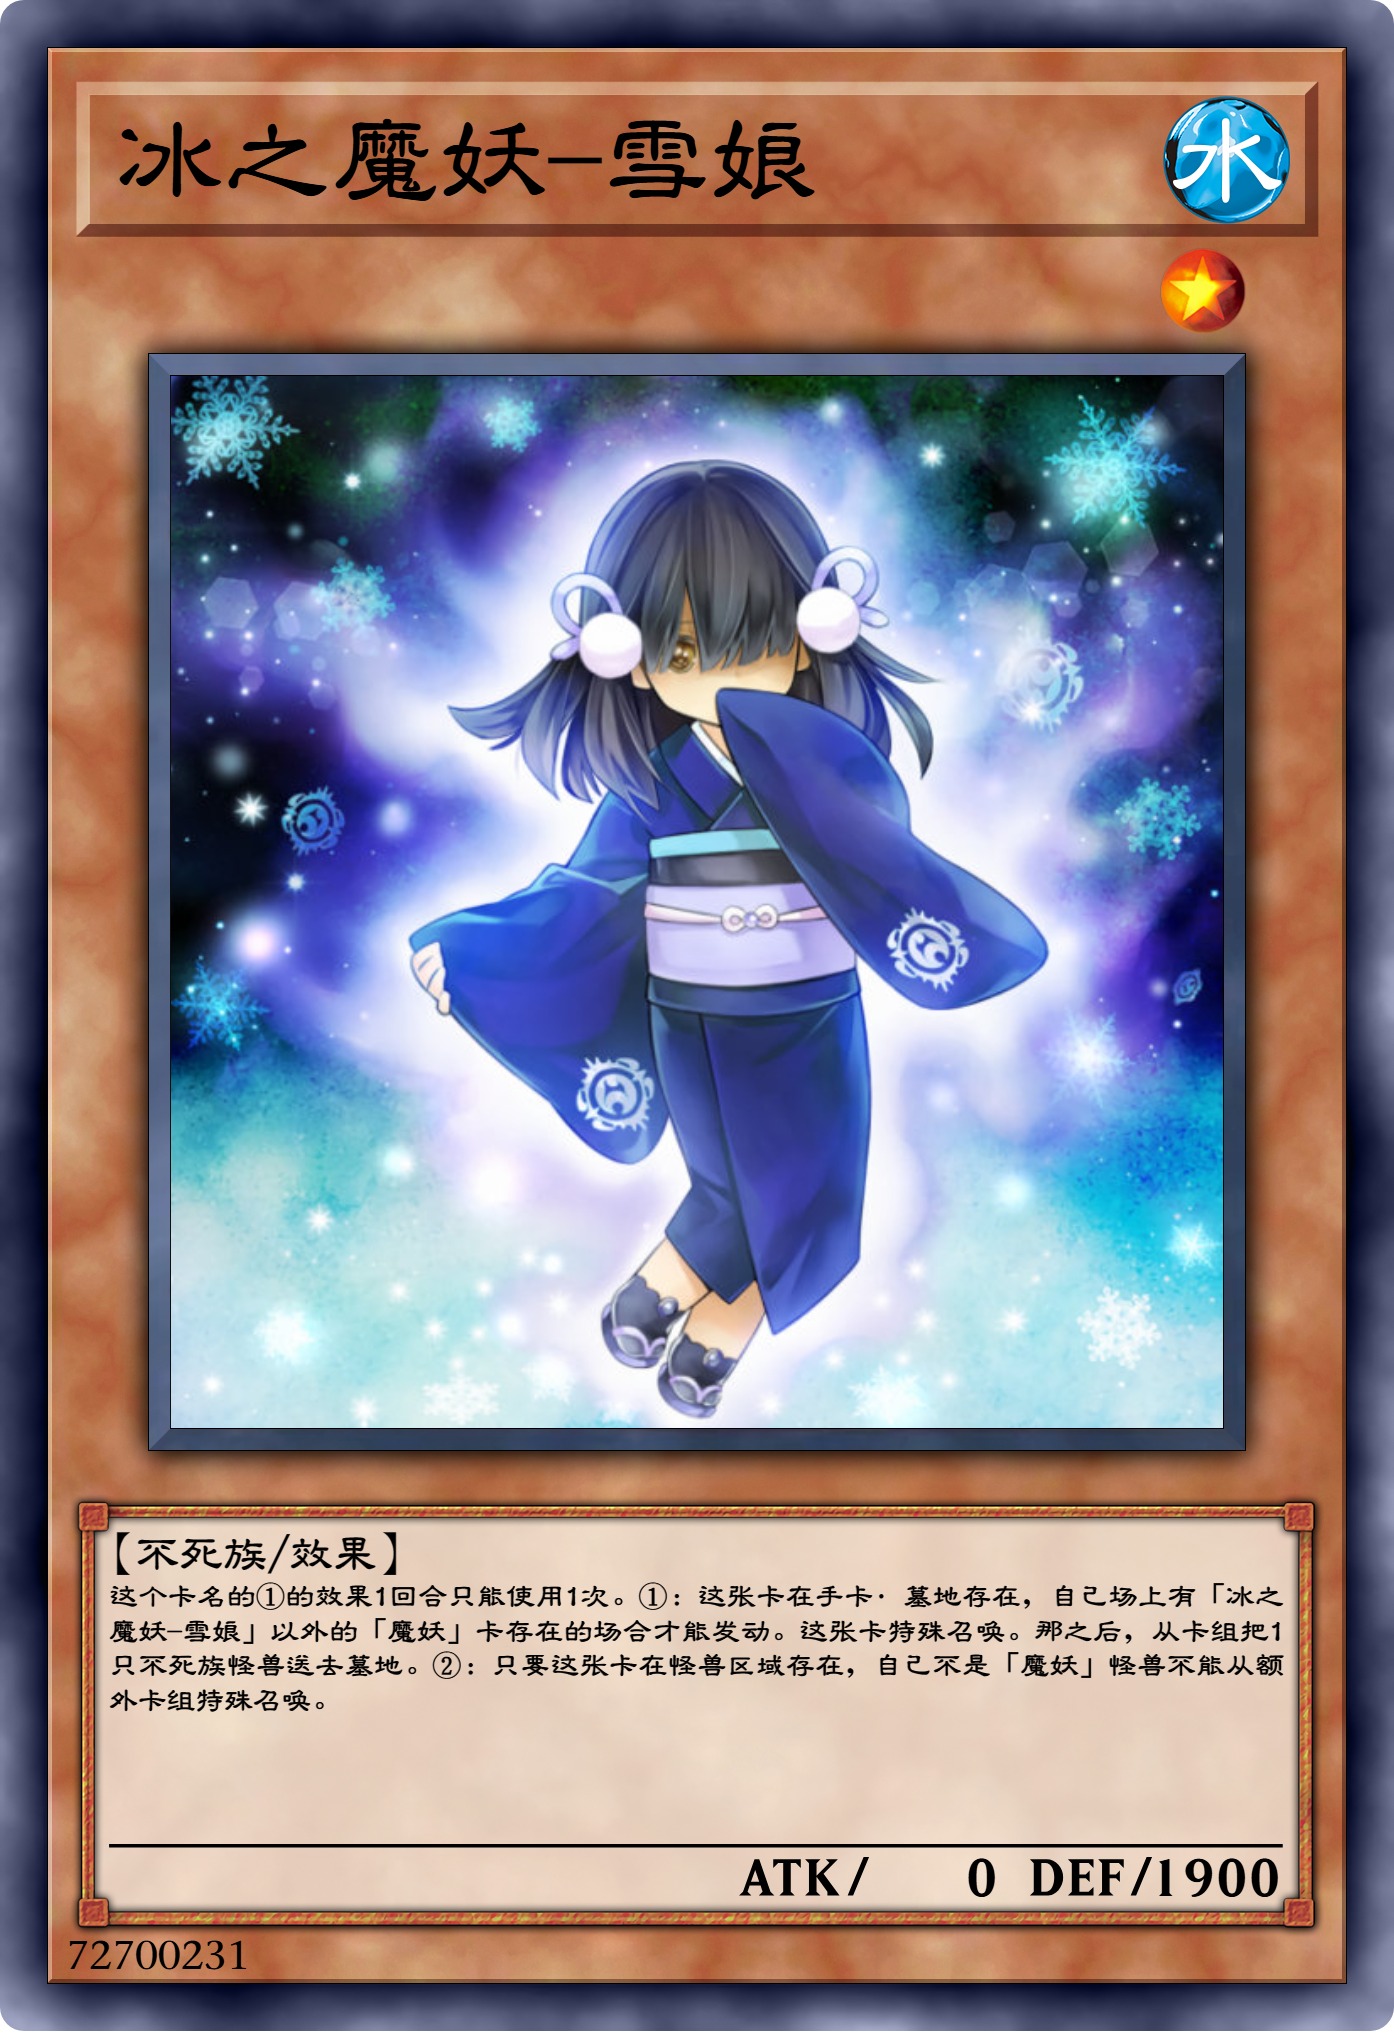 冰之魔妖-雪娘
水
【不死族/效果】
这个卡名的①的效果1回合只能使用1次。①：这张卡在手卡·墓地存在，自己场上有「冰之
魔妖-雪娘」以外的「魔妖」卡存在的场合才能发动。这张卡特殊召唤。那之后，从卡组把1
只不死族怪兽送去墓地。②：只要这张卡在怪兽区域存在，自己不是「魔妖」怪兽不能从额
外卡组特殊召唤。
ATK/ 0 DEF/1900
72700231